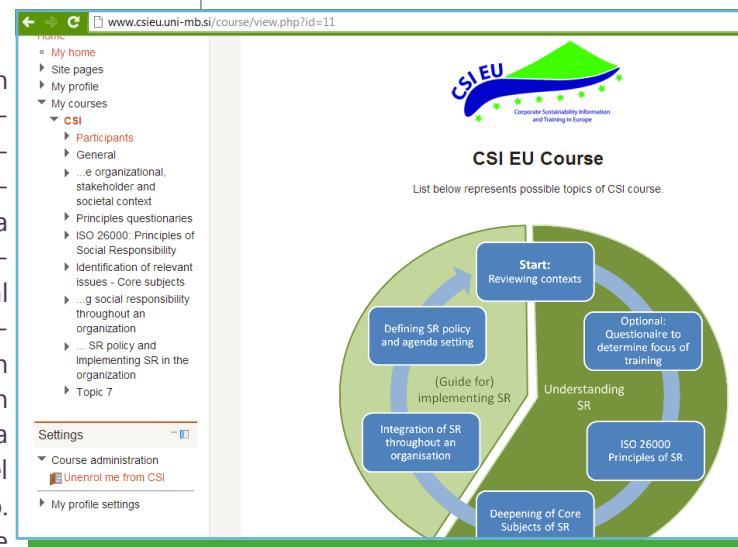 www.csieu.uni-mb.si/course/view.php?id=11
My home
Site pages
My profile
My courses
CSI
Participants
General
...e organizational,
stakeholder and
societal context
Principles questionaries
ISO 26000: Principles of
Social Responsibility
Identification of relevant
issues - Core subjects
...g social responsibility
throughout an
organization
... SR policy and
Implementing SR in the
organization
Topic 7
Settings
Course administration
Unenrol me from CSI
My profile settings
CSI EU
Corporate Sustainability Information
and Training in Europe
CSI EU Course
List below represents possible topics of CSI course.
Start:
Reviewing contexts
Optional:
Questionaire to
determine focus of
training
Understanding
SR
ISO 26000
Principles of SR
Deepening of Core
Subjects of SR
Integration of SR
throughout an
organisation
(Guide for)
implementing SR
Defining SR policy
and agenda setting